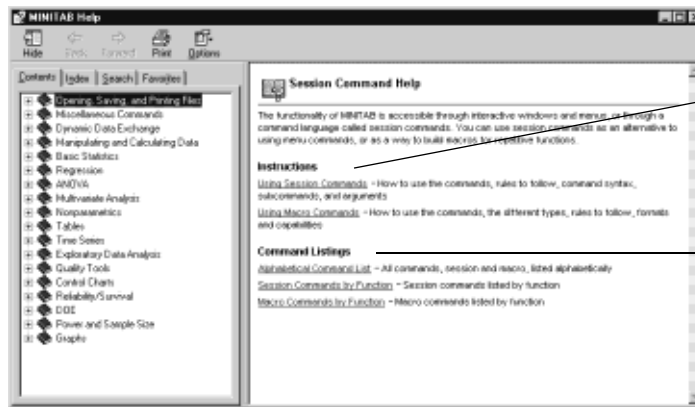 MINITAB Help
Hide Back Forward Print Options
Contents Index Search Favorites
Opening, Saving, and Printing Files
Miscellaneous Commands
Dynamic Data Exchange
Manipulating and Calculating Data
Basic Statistics
Regression
ANOVA
Multivariate Analysis
Nonparametrics
Tables
Time Series
Exploratory Data Analysis
Quality Tools
Control Charts
Reliability/Survival
DOE
Power and Sample Size
Graphs
Session Command Help
The functionality of MINITAB is accessible through interactive windows and menus, or through a
command language called session commands. You can use session commands as an alternative to
using menu commands, or as a way to build macros for repetitive functions.
Instructions
Using Session Commands - How to use the commands, rules to follow, command syntax,
subcommands, and arguments
Using Macro Commands - How to use the commands, the different types, rules to follow, formats
and capabilities
Command Listings
Alphabetical Command List - All commands, session and macro, listed alphabetically
Session Commands by Function - Session commands listed by function
Macro Commands by Function - Macro commands listed by function